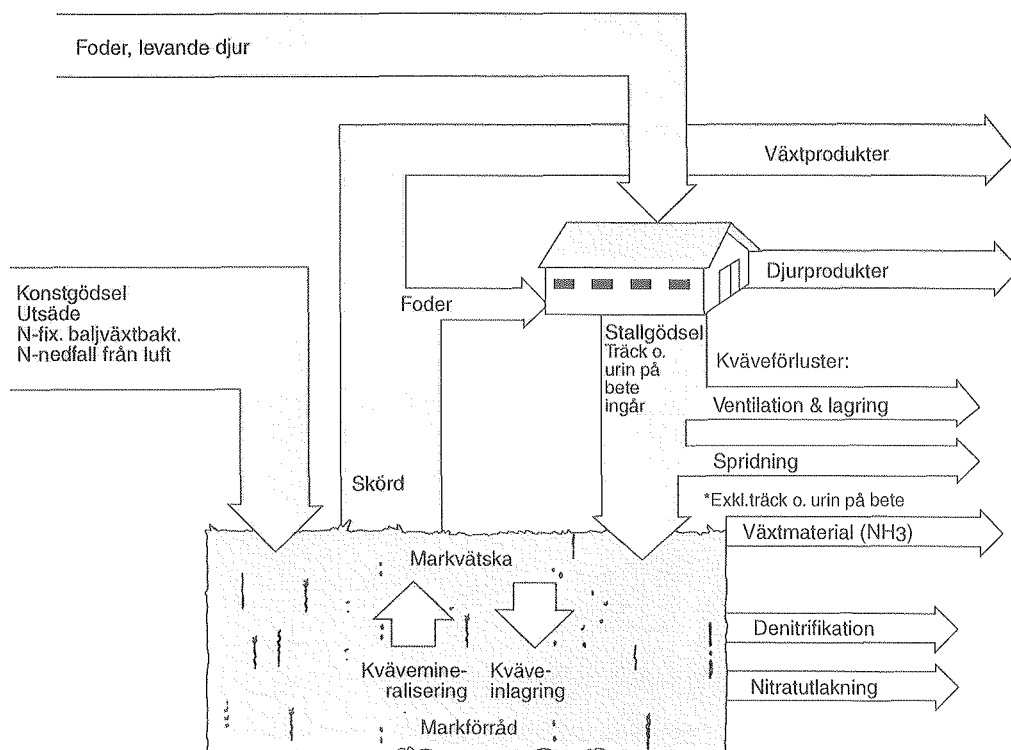 Foder, levande djur
Växtprodukter
Djurprodukter
Konstgödsel
Utsäde
N-fix. baljväxtbakt.
N-nedfall från luft
Foder
Stallgödsel
Träck o.
urin på
bete
ingår
Kväveförluster:
Ventilation & lagring
Spridning
*Exkl.träck o. urin på bete
Växtmaterial (NH3)
Skörd
Markvätska
Denitrifikation
Kvävemine-
ralisering
Kväve-
inlagring
Nitratutlakning
Markförråd